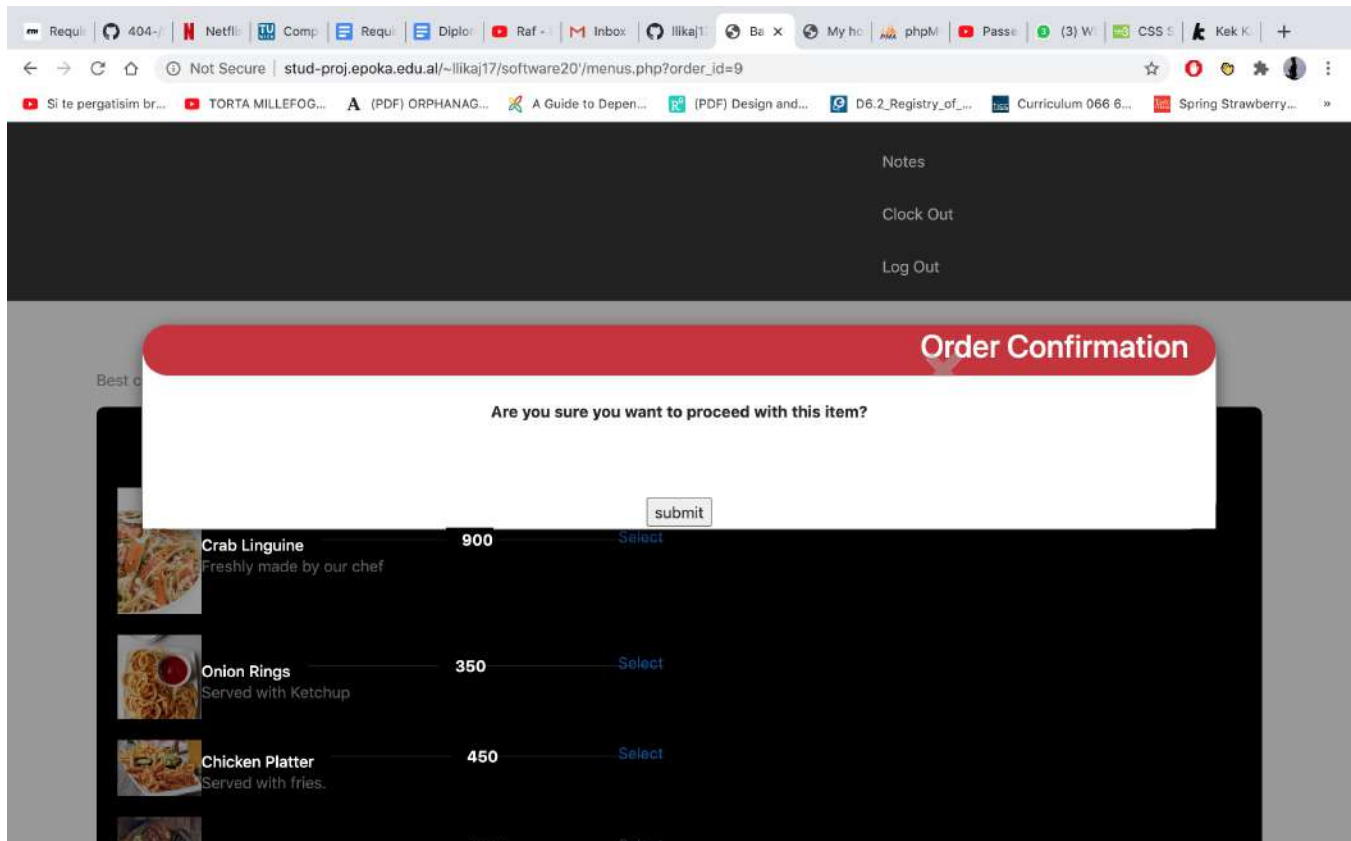 Requi 404-/ Netfli Comp Requi Diplo Raf - Inbox llikaj1 Ba My ho phpM Passe (3) W CSS S Kek K
Not Secure stud-proj.epoka.edu.al/~llikaj17/software20'/menus.php?order_id=9
Si te pergatisim br... TORTA MILLEFOG... (PDF) ORPHANAG... A Guide to Depen... (PDF) Design and... D6.2_Registry_of_... Curriculum 066 6... Spring Strawberry...
Notes
Clock Out
Log Out
Order Confirmation
Best c
Are you sure you want to proceed with this item?
submit
Crab Linguine 900 Select
Freshly made by our chef
Onion Rings 350 Select
Served with Ketchup
Chicken Platter 450 Select
Served with fries.